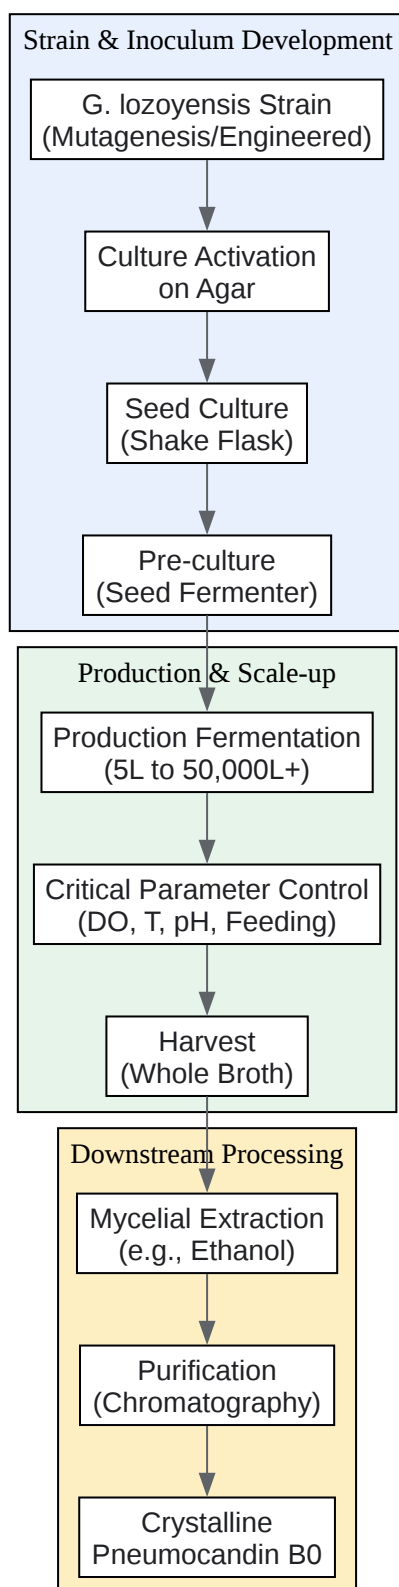 Strain & Inoculum Development
G. lozoyensis Strain
(Mutagenesis/Engineered)
Culture Activation
on Agar
Seed Culture
(Shake Flask)
Pre-culture
(Seed Fermenter)
Production & Scale-up
Production Fermentation
(5L to 50,000L+)
Critical Parameter Control
(DO, T, pH, Feeding)
Harvest
(Whole Broth)
Downstream Processing
Mycelial Extraction
(e.g., Ethanol)
Purification
(Chromatography)
Crystalline
Pneumocandin B0